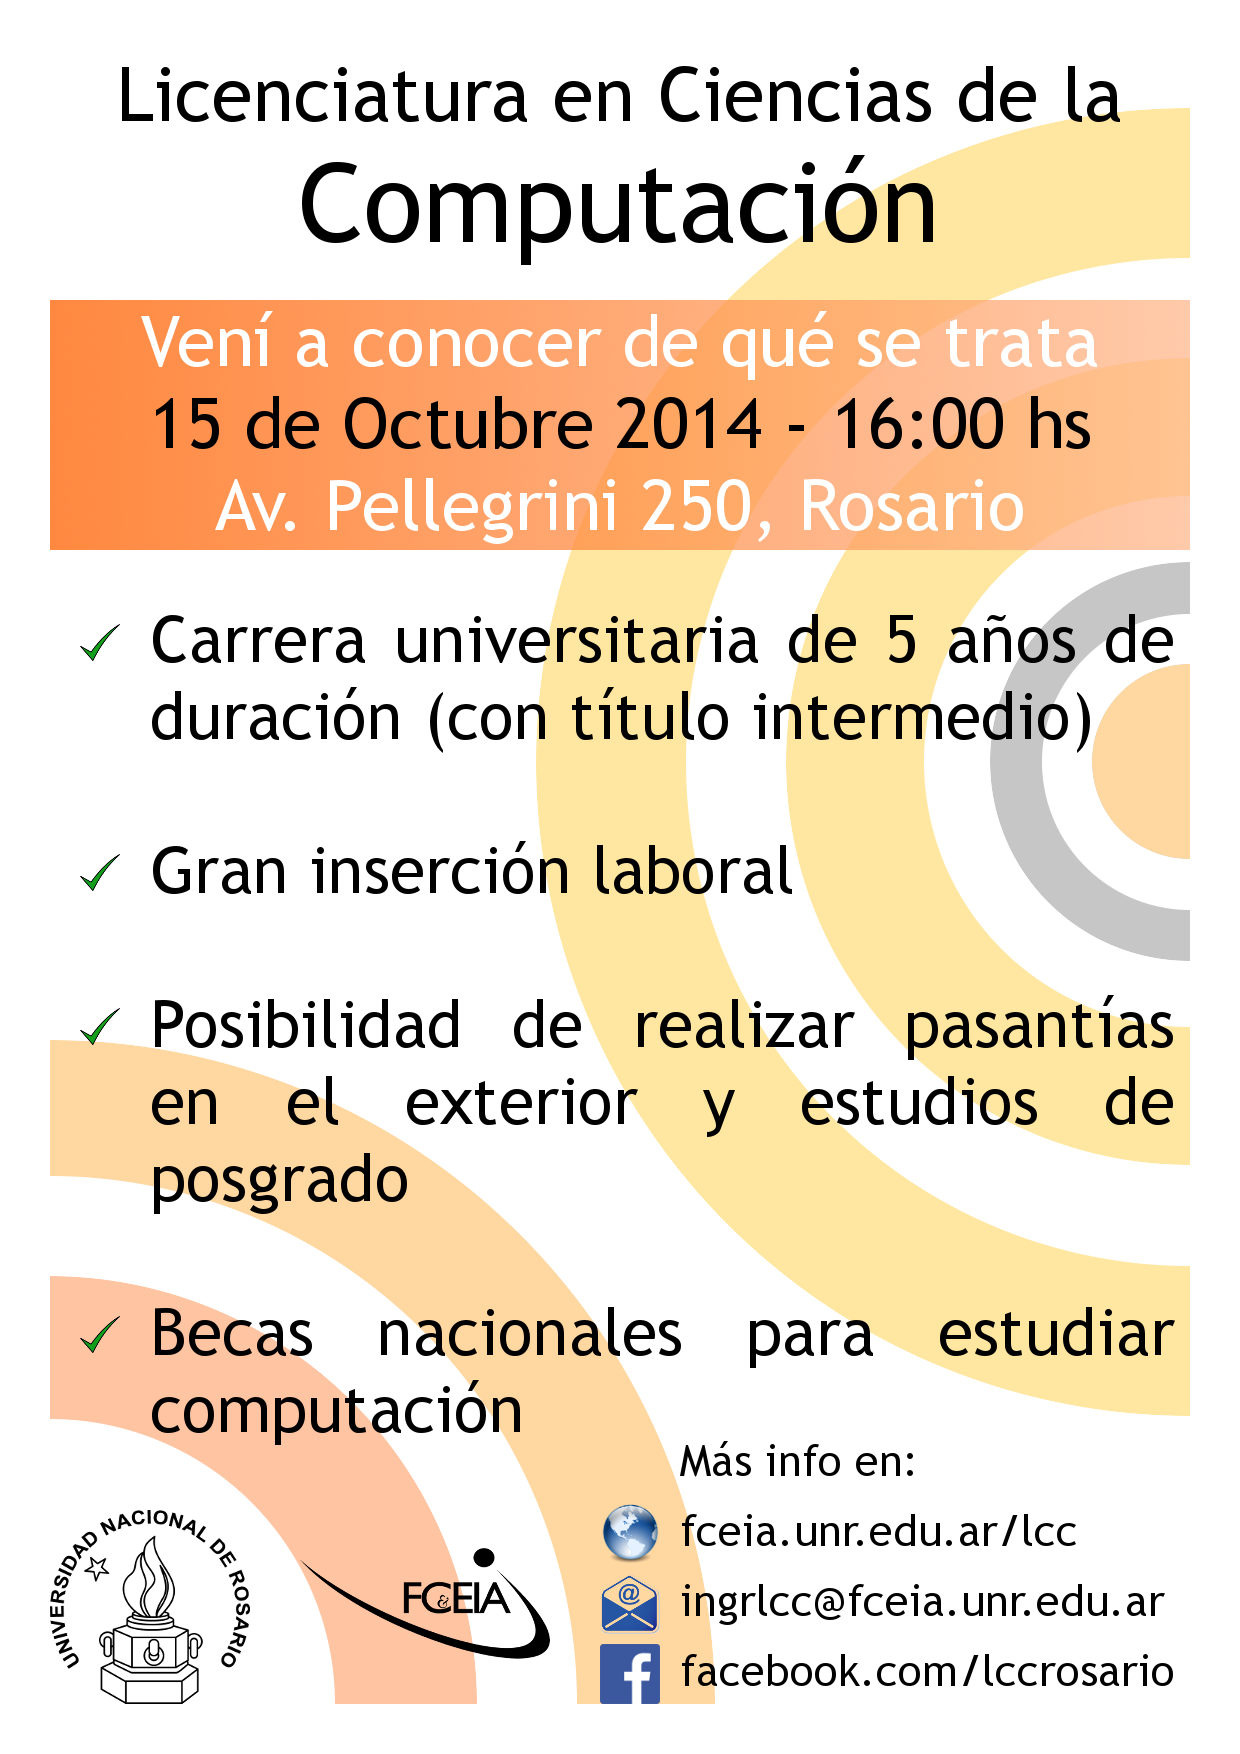 Licenciatura en Ciencias de la
Computación
Vení a conocer de qué se trata
15 de Octubre 2014 - 16:00 hs
Av. Pellegrini 250, Rosario
Carrera universitaria de 5 años de
duración (con título intermedio)
Gran inserción laboral
Posibilidad de realizar pasantías
en el exterior y estudios de
posgrado
Becas nacionales para estudiar
computación
Más info en:
fceia.unr.edu.ar/lcc
ingrlcc@fceia.unr.edu.ar
facebook.com/lccrosario
UNIVERSIDAD NACIONAL DE ROSARIO
FC&EIA